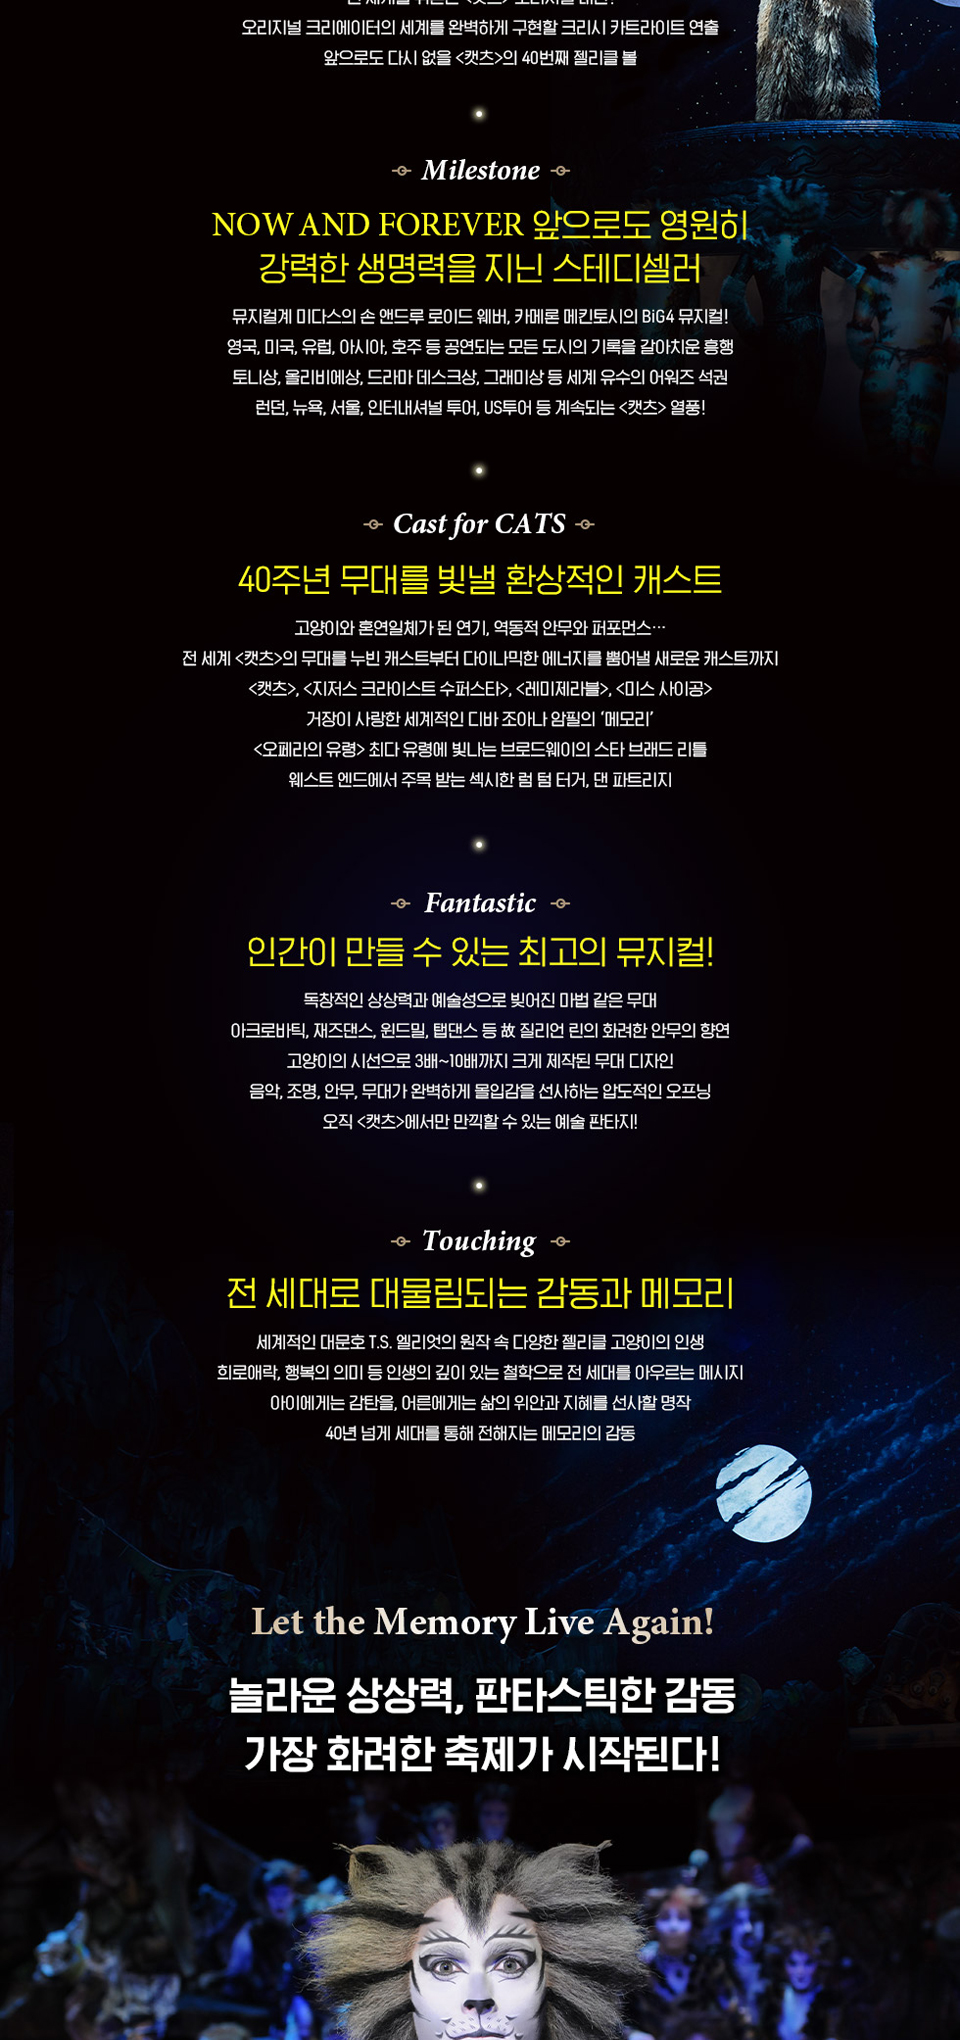 오리지널 크리에이터의 세계를 완벽하게 구현할 크리시 카트라이트 연출
앞으로도 다시 없을 <캣츠>의 40번째 젤리클 볼
Milestone
NOW AND FOREVER 앞으로도 영원히
강력한 생명력을 지닌 스테디셀러
뮤지컬계 미다스의 손 앤드루 로이드 웨버, 카메론 메킨토시의 BiG4 뮤지컬!
영국, 미국, 유럽, 아시아, 호주 등 공연되는 모든 도시의 기록을 갈아치운 흥행
토니상, 올리비에상, 드라마 데스크상, 그래미상 등 세계 유수의 어워즈 석권
런던, 뉴욕, 서울, 인터내셔널 투어, US투어 등 계속되는 <캣츠> 열풍!
Cast for CATS
40주년 무대를 빛낼 환상적인 캐스트
고양이와 혼연일체가 된 연기, 역동적 안무와 퍼포먼스…
전 세계 <캣츠>의 무대를 누빈 캐스트부터 다이나믹한 에너지를 뿜어낼 새로운 캐스트까지
<캣츠>, <지저스 크라이스트 수퍼스타>, <레미제라블>, <미스 사이공>
거장이 사랑한 세계적인 디바 조아나 암필의 ‘메모리’
<오페라의 유령> 최다 유령에 빛나는 브로드웨이의 스타 브래드 리틀
웨스트 엔드에서 주목 받는 섹시한 럼 텀 터거, 댄 파트리지
Fantastic
인간이 만들 수 있는 최고의 뮤지컬!
독창적인 상상력과 예술성으로 빚어진 마법 같은 무대
아크로바틱, 재즈댄스, 윈드밀, 탭댄스 등 故 질리언 린의 화려한 안무의 향연
고양이의 시선으로 3배~10배까지 크게 제작된 무대 디자인
음악, 조명, 안무, 무대가 완벽하게 몰입감을 선사하는 압도적인 오프닝
오직 <캣츠>에서만 만끽할 수 있는 예술 판타지!
Touching
전 세대로 대물림되는 감동과 메모리
세계적인 대문호 T.S. 엘리엇의 원작 속 다양한 젤리클 고양이의 인생
희로애락, 행복의 의미 등 인생의 깊이 있는 철학으로 전 세대를 아우르는 메시지
아이에게는 감탄을, 어른에게는 삶의 위안과 지혜를 선사할 명작
40년 넘게 세대를 통해 전해지는 메모리의 감동
Let the Memory Live Again!
놀라운 상상력, 판타스틱한 감동
가장 화려한 축제가 시작된다!